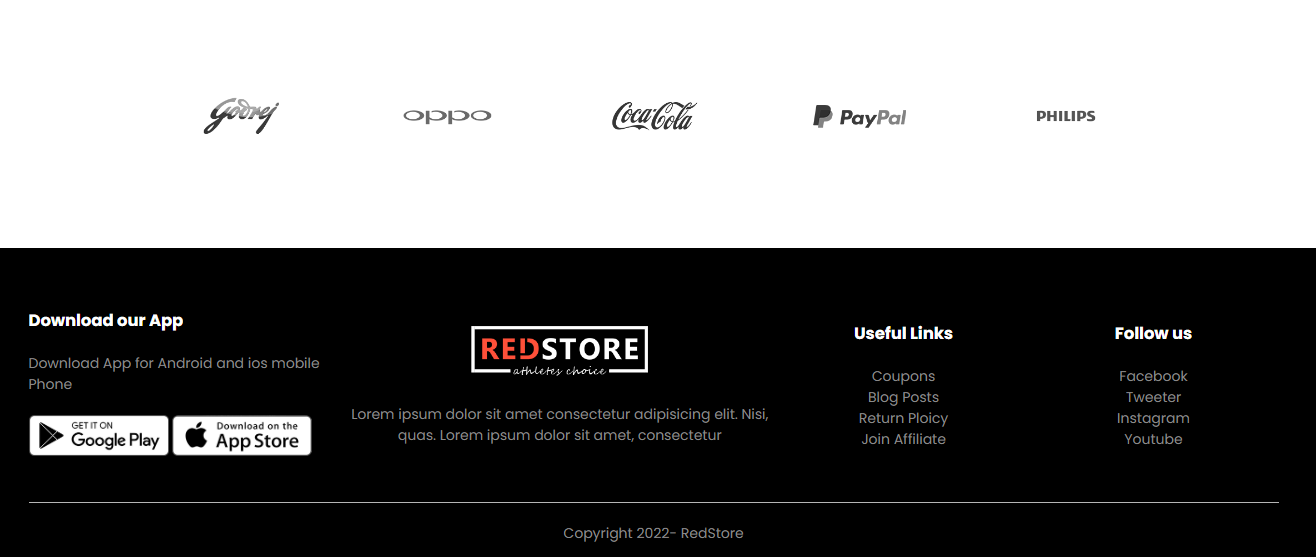 Godrej
oppo
Coca-Cola
PayPal
PHILIPS
Download our App
Download App for Android and ios mobile
Phone
GET IT ON
Google Play
Download on the
App Store
REDSTORE
athletes choice
Lorem ipsum dolor sit amet consectetur adipisicing elit. Nisi,
quas. Lorem ipsum dolor sit amet, consectetur
Useful Links
Coupons
Blog Posts
Return Ploicy
Join Affiliate
Follow us
Facebook
Tweeter
Instagram
Youtube
Copyright 2022- RedStore